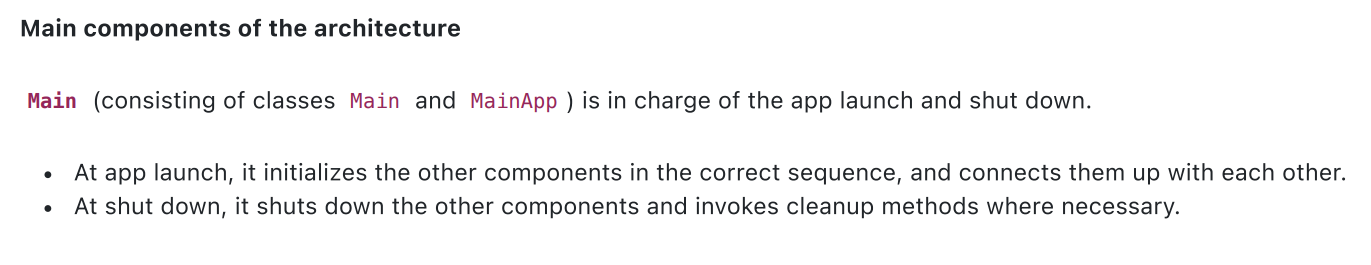 Main components of the architecture
Main (consisting of classes Main and MainApp ) is in charge of the app launch and shut down.
• At app launch, it initializes the other components in the correct sequence, and connects them up with each other.
• At shut down, it shuts down the other components and invokes cleanup methods where necessary.